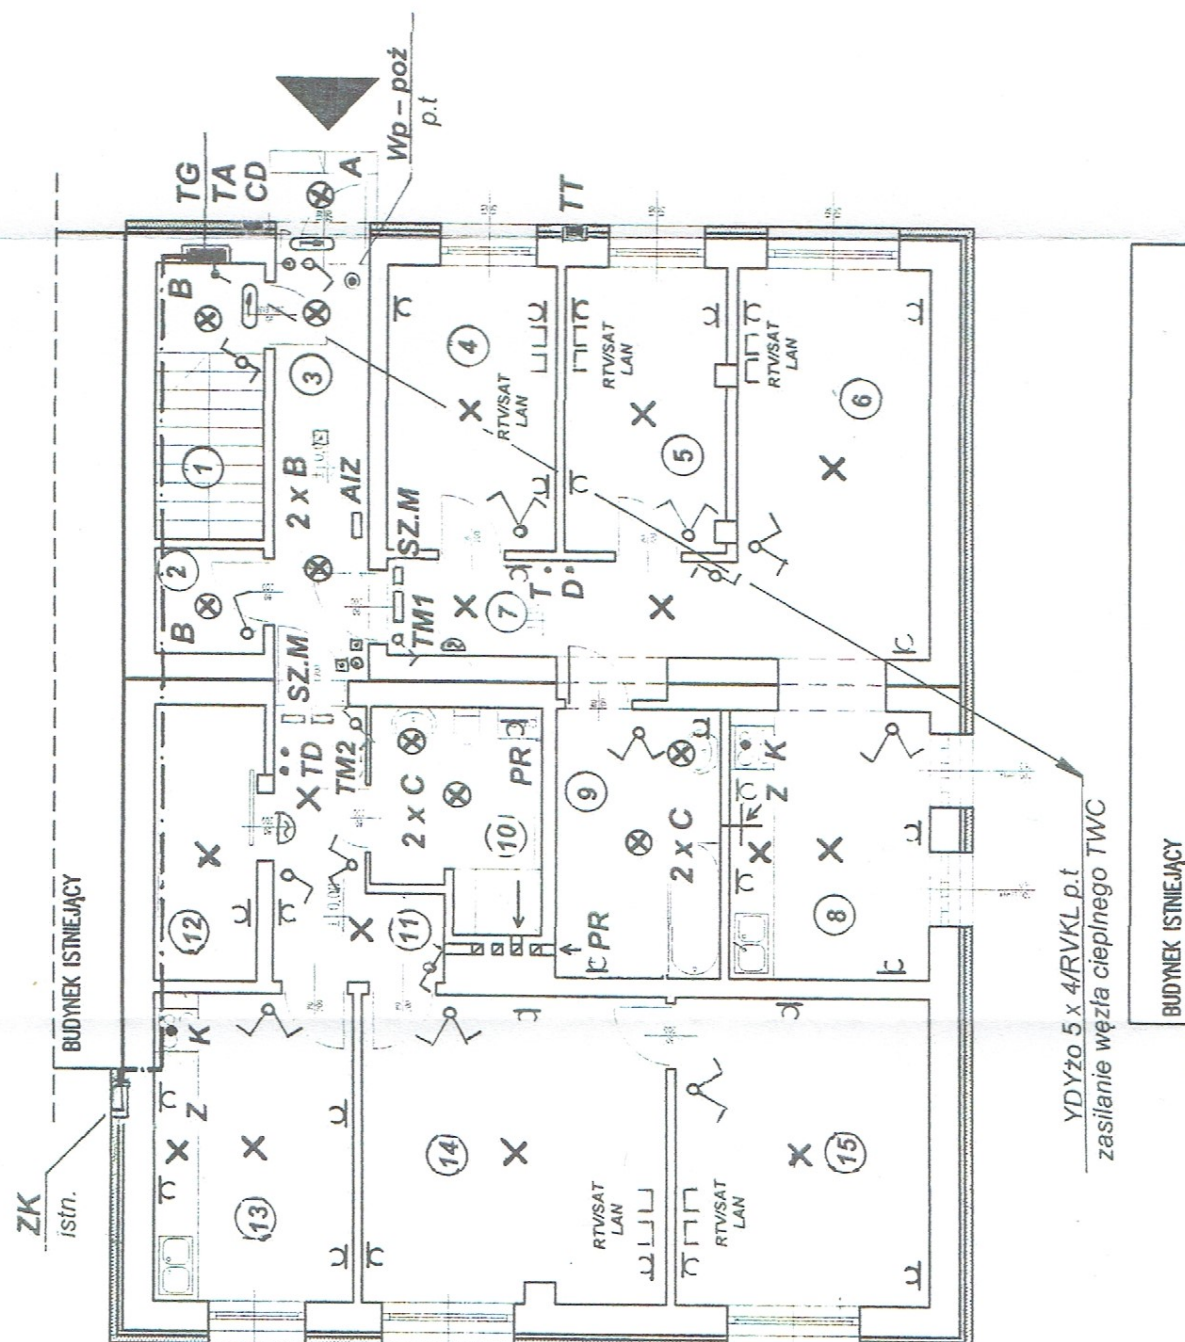 ZK
istn.
BUDYNEK ISTNIEJĄCY
TG
TA
CD
A
Wp – poż
p.t
B
1
3
2
B
2 x B
AIZ
SZ.M
4
RTV/SAT
LAN
TT
RTV/SAT
LAN
5
RTV/SAT
LAN
6
SZ.M
TM1
7
T
D
TD
TM2
2 x C
10
PR
9
2 x C
PR
K
Z
8
12
11
K
Z
13
14
RTV/SAT
LAN
RTV/SAT
LAN
15
YDYżo 5 x 4/RVKL p.t
zasilanie węzła cieplnego TWC
BUDYNEK ISTNIEJĄCY